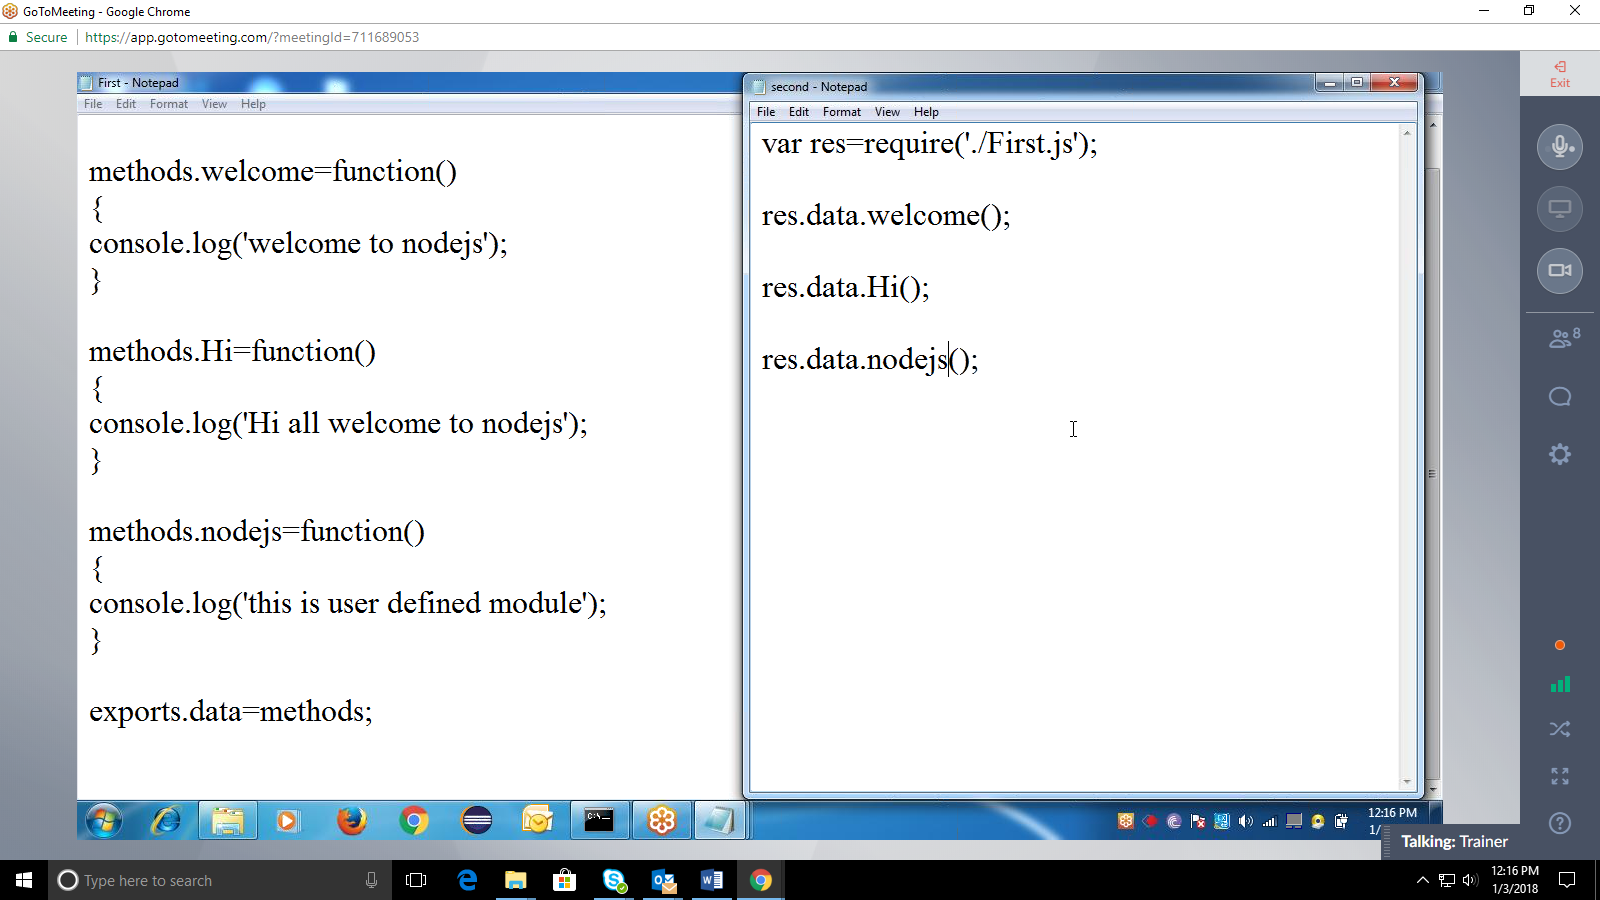 GoToMeeting - Google Chrome
Secure https://app.gotomeeting.com/?meetingId=711689053
Exit
First - Notepad
File Edit Format View Help
methods.welcome=function()
{
console.log('welcome to nodejs');
}
methods.Hi=function()
{
console.log('Hi all welcome to nodejs');
}
methods.nodejs=function()
{
console.log('this is user defined module');
}
exports.data=methods;
second - Notepad
File Edit Format View Help
var res=require('./First.js');
res.data.welcome();
res.data.Hi();
res.data.nodejs();
8
C:\-
12:16 PM
1/
Talking: Trainer
Type here to search
12:16 PM
1/3/2018